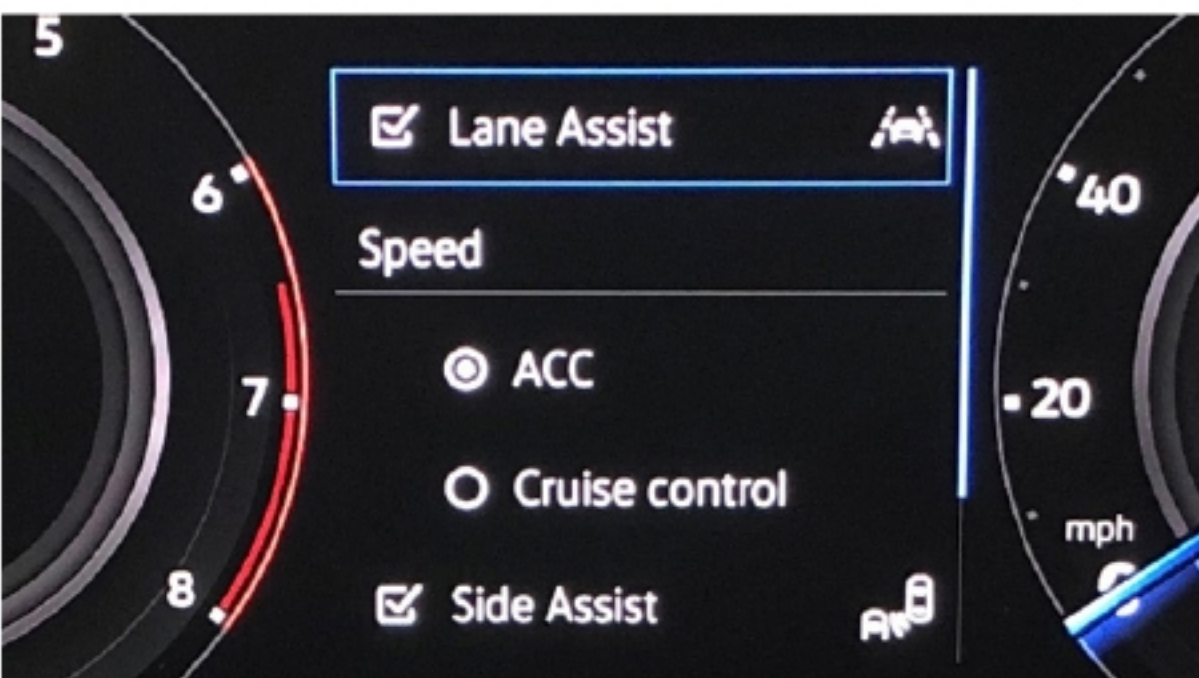 5
6
7
8
Lane Assist
Speed
ACC
Cruise control
Side Assist
40
20
mph